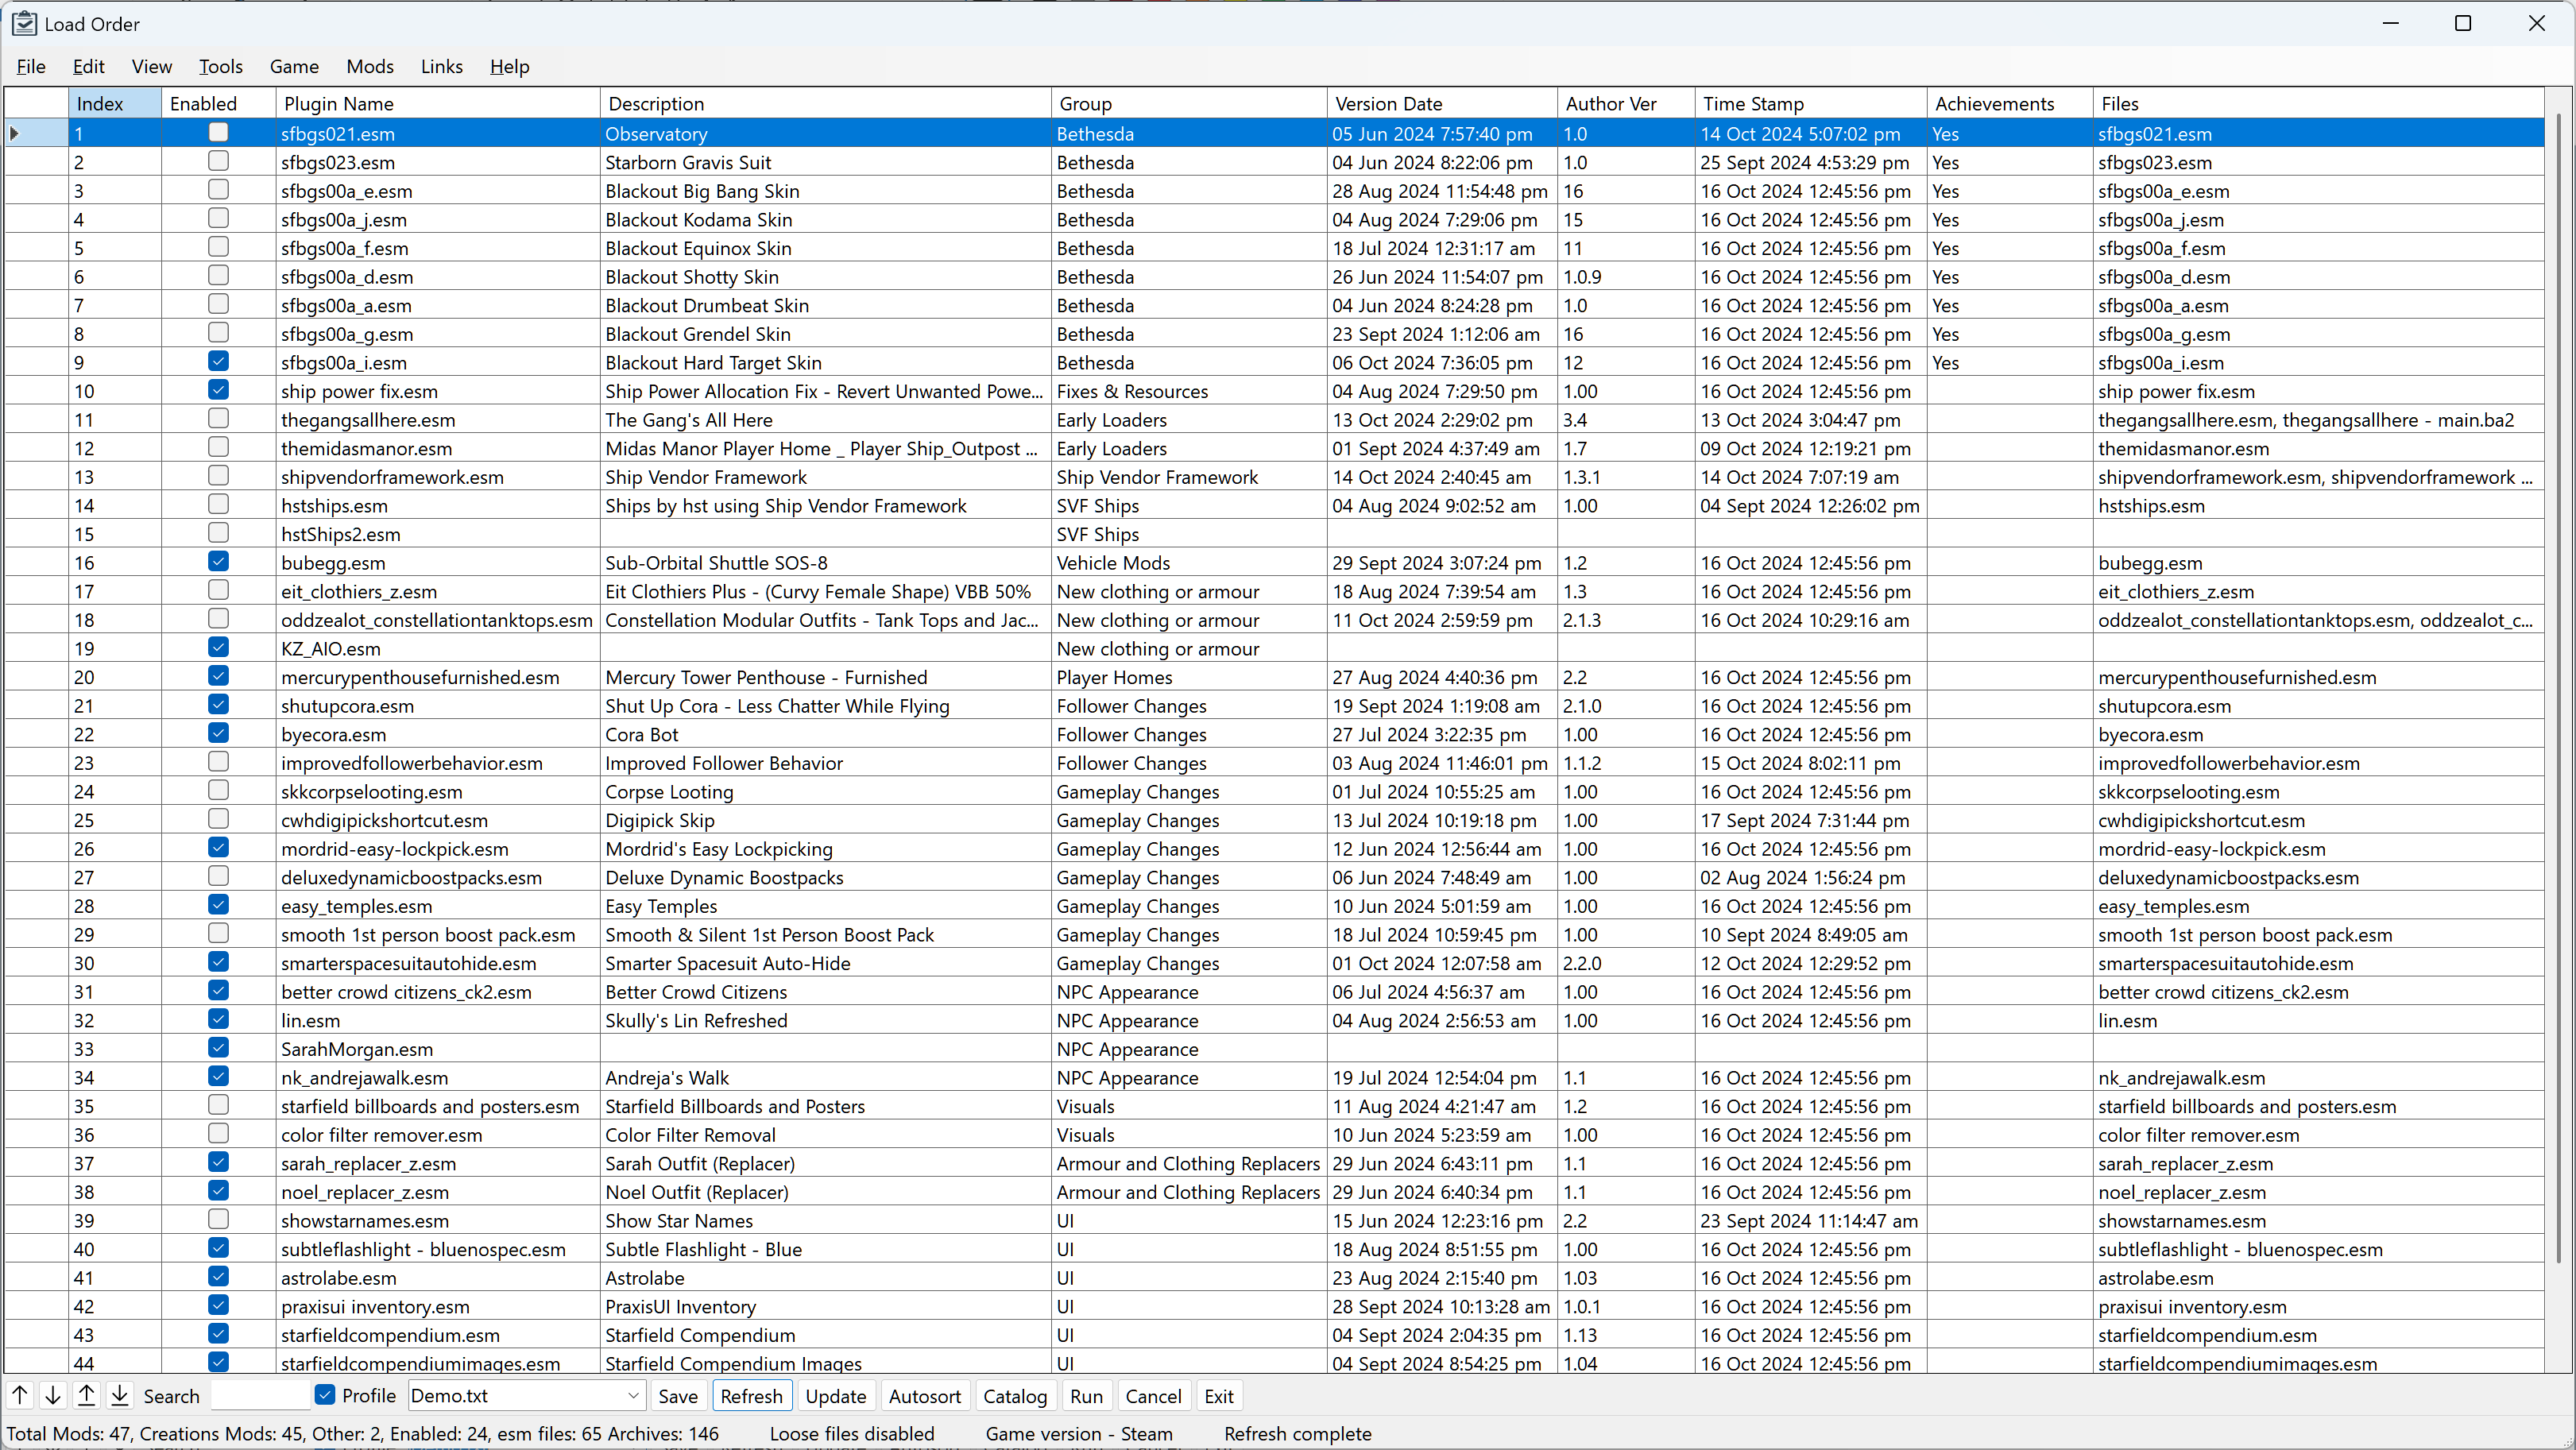 Load Order
File Edit View Tools Game Mods Links Help
Index Enabled Plugin Name Description Group Version Date Author Ver Time Stamp Achievements Files
1 sfbgs021.esm Observatory Bethesda 05 Jun 2024 7:57:40 pm 1.0 14 Oct 2024 5:07:02 pm Yes sfbgs021.esm
2 sfbgs023.esm Starborn Gravis Suit Bethesda 04 Jun 2024 8:22:06 pm 1.0 25 Sept 2024 4:53:29 pm Yes sfbgs023.esm
3 sfbgs00a_e.esm Blackout Big Bang Skin Bethesda 28 Aug 2024 11:54:48 pm 16 16 Oct 2024 12:45:56 pm Yes sfbgs00a_e.esm
4 sfbgs00a_j.esm Blackout Kodama Skin Bethesda 04 Aug 2024 7:29:06 pm 15 16 Oct 2024 12:45:56 pm Yes sfbgs00a_j.esm
5 sfbgs00a_f.esm Blackout Equinox Skin Bethesda 18 Jul 2024 12:31:17 am 11 16 Oct 2024 12:45:56 pm Yes sfbgs00a_f.esm
6 sfbgs00a_d.esm Blackout Shotty Skin Bethesda 26 Jun 2024 11:54:07 pm 1.0.9 16 Oct 2024 12:45:56 pm Yes sfbgs00a_d.esm
7 sfbgs00a_a.esm Blackout Drumbeat Skin Bethesda 04 Jun 2024 8:24:28 pm 1.0 16 Oct 2024 12:45:56 pm Yes sfbgs00a_a.esm
8 sfbgs00a_g.esm Blackout Grendel Skin Bethesda 23 Sept 2024 1:12:06 am 16 16 Oct 2024 12:45:56 pm Yes sfbgs00a_g.esm
9 sfbgs00a_i.esm Blackout Hard Target Skin Bethesda 06 Oct 2024 7:36:05 pm 12 16 Oct 2024 12:45:56 pm Yes sfbgs00a_i.esm
10 ship power fix.esm Ship Power Allocation Fix - Revert Unwanted Powe... Fixes & Resources 04 Aug 2024 7:29:50 pm 1.00 16 Oct 2024 12:45:56 pm ship power fix.esm
11 thegangsallhere.esm The Gang's All Here Early Loaders 13 Oct 2024 2:29:02 pm 3.4 13 Oct 2024 3:04:47 pm thegangsallhere.esm, thegangsallhere - main.ba2
12 themidasmanor.esm Midas Manor Player Home _ Player Ship_Outpost ... Early Loaders 01 Sept 2024 4:37:49 am 1.7 09 Oct 2024 12:19:21 pm themidasmanor.esm
13 shipvendorframework.esm Ship Vendor Framework Ship Vendor Framework 14 Oct 2024 2:40:45 am 1.3.1 14 Oct 2024 7:07:19 am shipvendorframework.esm, shipvendorframework ...
14 hstships.esm Ships by hst using Ship Vendor Framework SVF Ships 04 Aug 2024 9:02:52 am 1.00 04 Sept 2024 12:26:02 pm hstships.esm
15 hstShips2.esm SVF Ships
16 bubegg.esm Sub-Orbital Shuttle SOS-8 Vehicle Mods 29 Sept 2024 3:07:24 pm 1.2 16 Oct 2024 12:45:56 pm bubegg.esm
17 eit_clothiers_z.esm Eit Clothiers Plus - (Curvy Female Shape) VBB 50% New clothing or armour 18 Aug 2024 7:39:54 am 1.3 16 Oct 2024 12:45:56 pm eit_clothiers_z.esm
18 oddzealot_constellationtanktops.esm Constellation Modular Outfits - Tank Tops and Jac... New clothing or armour 11 Oct 2024 2:59:59 pm 2.1.3 16 Oct 2024 10:29:16 am oddzealot_constellationtanktops.esm, oddzealot_c...
19 KZ_AIO.esm New clothing or armour
20 mercurypenthousefurnished.esm Mercury Tower Penthouse - Furnished Player Homes 27 Aug 2024 4:40:36 pm 2.2 16 Oct 2024 12:45:56 pm mercurypenthousefurnished.esm
21 shutupcora.esm Shut Up Cora - Less Chatter While Flying Follower Changes 19 Sept 2024 1:19:08 am 2.1.0 16 Oct 2024 12:45:56 pm shutupcora.esm
22 byecora.esm Cora Bot Follower Changes 27 Jul 2024 3:22:35 pm 1.00 16 Oct 2024 12:45:56 pm byecora.esm
23 improvedfollowerbehavior.esm Improved Follower Behavior Follower Changes 03 Aug 2024 11:46:01 pm 1.1.2 15 Oct 2024 8:02:11 pm improvedfollowerbehavior.esm
24 skkcorpselooting.esm Corpse Looting Gameplay Changes 01 Jul 2024 10:55:25 am 1.00 16 Oct 2024 12:45:56 pm skkcorpselooting.esm
25 cwhdigipickshortcut.esm Digipick Skip Gameplay Changes 13 Jul 2024 10:19:18 pm 1.00 17 Sept 2024 7:31:44 pm cwhdigipickshortcut.esm
26 mordrid-easy-lockpick.esm Mordrid's Easy Lockpicking Gameplay Changes 12 Jun 2024 12:56:44 am 1.00 16 Oct 2024 12:45:56 pm mordrid-easy-lockpick.esm
27 deluxedynamicboostpacks.esm Deluxe Dynamic Boostpacks Gameplay Changes 06 Jun 2024 7:48:49 am 1.00 02 Aug 2024 1:56:24 pm deluxedynamicboostpacks.esm
28 easy_temples.esm Easy Temples Gameplay Changes 10 Jun 2024 5:01:59 am 1.00 16 Oct 2024 12:45:56 pm easy_temples.esm
29 smooth 1st person boost pack.esm Smooth & Silent 1st Person Boost Pack Gameplay Changes 18 Jul 2024 10:59:45 pm 1.00 10 Sept 2024 8:49:05 am smooth 1st person boost pack.esm
30 smarterspacesuitautohide.esm Smarter Spacesuit Auto-Hide Gameplay Changes 01 Oct 2024 12:07:58 am 2.2.0 12 Oct 2024 12:29:52 pm smarterspacesuitautohide.esm
31 better crowd citizens_ck2.esm Better Crowd Citizens NPC Appearance 06 Jul 2024 4:56:37 am 1.00 16 Oct 2024 12:45:56 pm better crowd citizens_ck2.esm
32 lin.esm Skully's Lin Refreshed NPC Appearance 04 Aug 2024 2:56:53 am 1.00 16 Oct 2024 12:45:56 pm lin.esm
33 SarahMorgan.esm NPC Appearance
34 nk_andrejawalk.esm Andreja's Walk NPC Appearance 19 Jul 2024 12:54:04 pm 1.1 16 Oct 2024 12:45:56 pm nk_andrejawalk.esm
35 starfield billboards and posters.esm Starfield Billboards and Posters Visuals 11 Aug 2024 4:21:47 am 1.2 16 Oct 2024 12:45:56 pm starfield billboards and posters.esm
36 color filter remover.esm Color Filter Removal Visuals 10 Jun 2024 5:23:59 am 1.00 16 Oct 2024 12:45:56 pm color filter remover.esm
37 sarah_replacer_z.esm Sarah Outfit (Replacer) Armour and Clothing Replacers 29 Jun 2024 6:43:11 pm 1.1 16 Oct 2024 12:45:56 pm sarah_replacer_z.esm
38 noel_replacer_z.esm Noel Outfit (Replacer) Armour and Clothing Replacers 29 Jun 2024 6:40:34 pm 1.1 16 Oct 2024 12:45:56 pm noel_replacer_z.esm
39 showstarnames.esm Show Star Names UI 15 Jun 2024 12:23:16 pm 2.2 23 Sept 2024 11:14:47 am showstarnames.esm
40 subtleflashlight - bluenospec.esm Subtle Flashlight - Blue UI 18 Aug 2024 8:51:55 pm 1.00 16 Oct 2024 12:45:56 pm subtleflashlight - bluenospec.esm
41 astrolabe.esm Astrolabe UI 23 Aug 2024 2:15:40 pm 1.03 16 Oct 2024 12:45:56 pm astrolabe.esm
42 praxisui inventory.esm PraxisUI Inventory UI 28 Sept 2024 10:13:28 am 1.0.1 16 Oct 2024 12:45:56 pm praxisui inventory.esm
43 starfieldcompendium.esm Starfield Compendium UI 04 Sept 2024 2:04:35 pm 1.13 16 Oct 2024 12:45:56 pm starfieldcompendium.esm
44 starfieldcompendiumimages.esm Starfield Compendium Images UI 04 Sept 2024 8:54:25 pm 1.04 16 Oct 2024 12:45:56 pm starfieldcompendiumimages.esm
Search Profile Demo.txt Save Refresh Update Autosort Catalog Run Cancel Exit
Total Mods: 47, Creations Mods: 45, Other: 2, Enabled: 24, esm files: 65 Archives: 146 Loose files disabled Game version - Steam Refresh complete